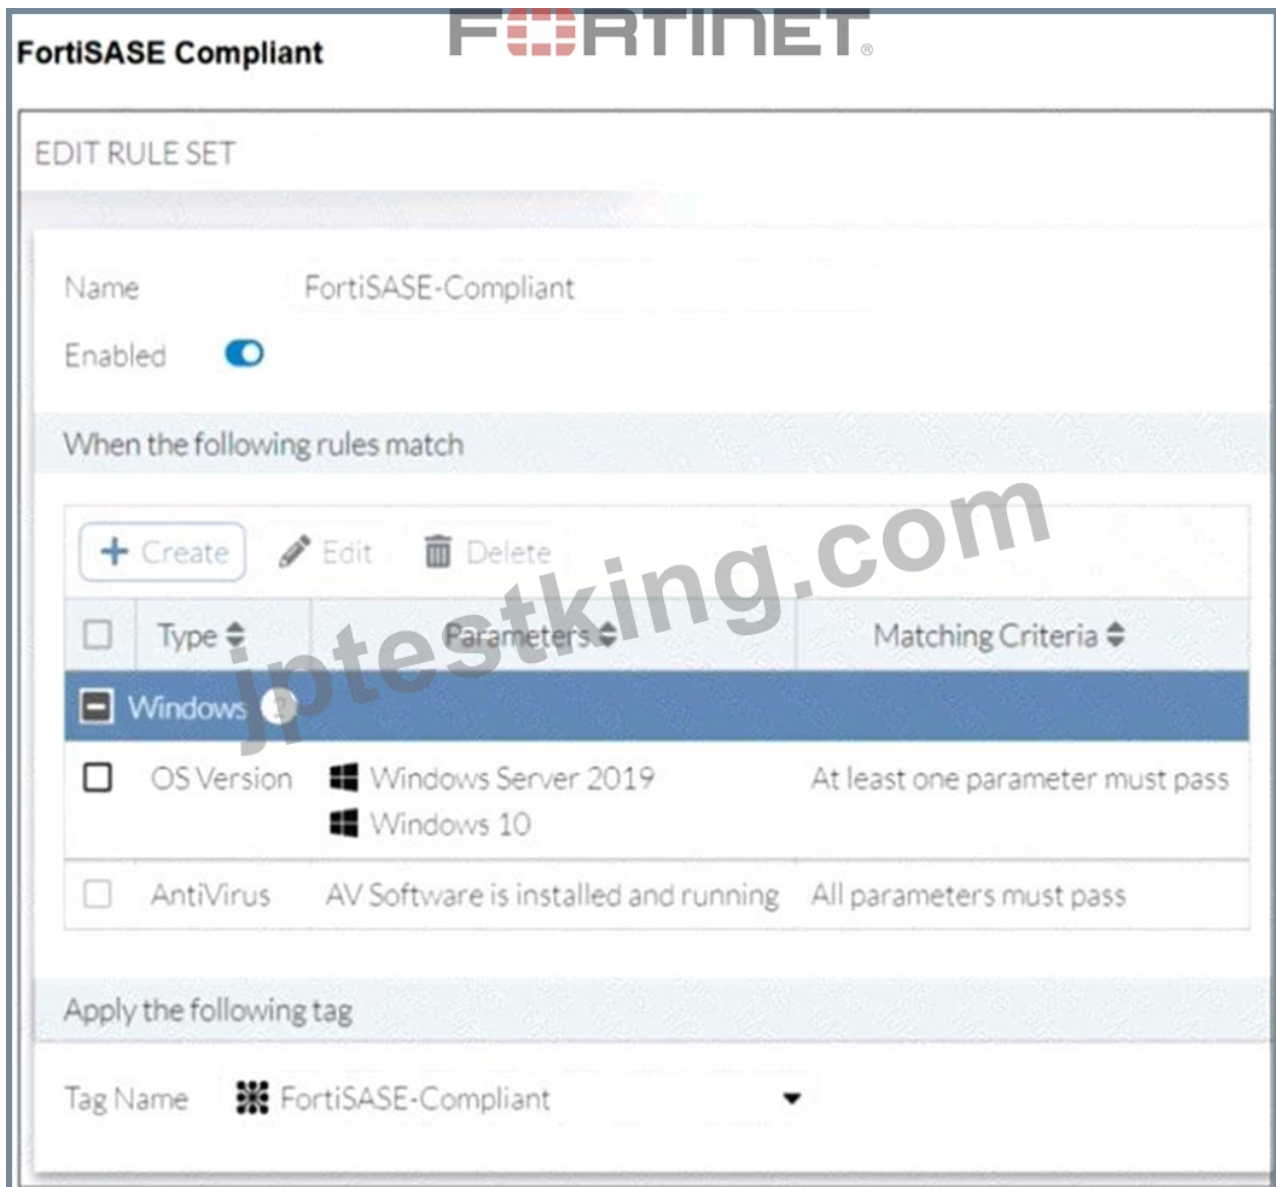 FORTINET®
FortiSASE Compliant
EDIT RULE SET
Name FortiSASE-Compliant
Enabled
When the following rules match
Create Edit Delete
Type Parameters Matching Criteria
Windows 2
OS Version Windows Server 2019 At least one parameter must pass
Windows 10
AntiVirus AV Software is installed and running All parameters must pass
Apply the following tag
Tag Name FortiSASE-Compliant
jptestking.com